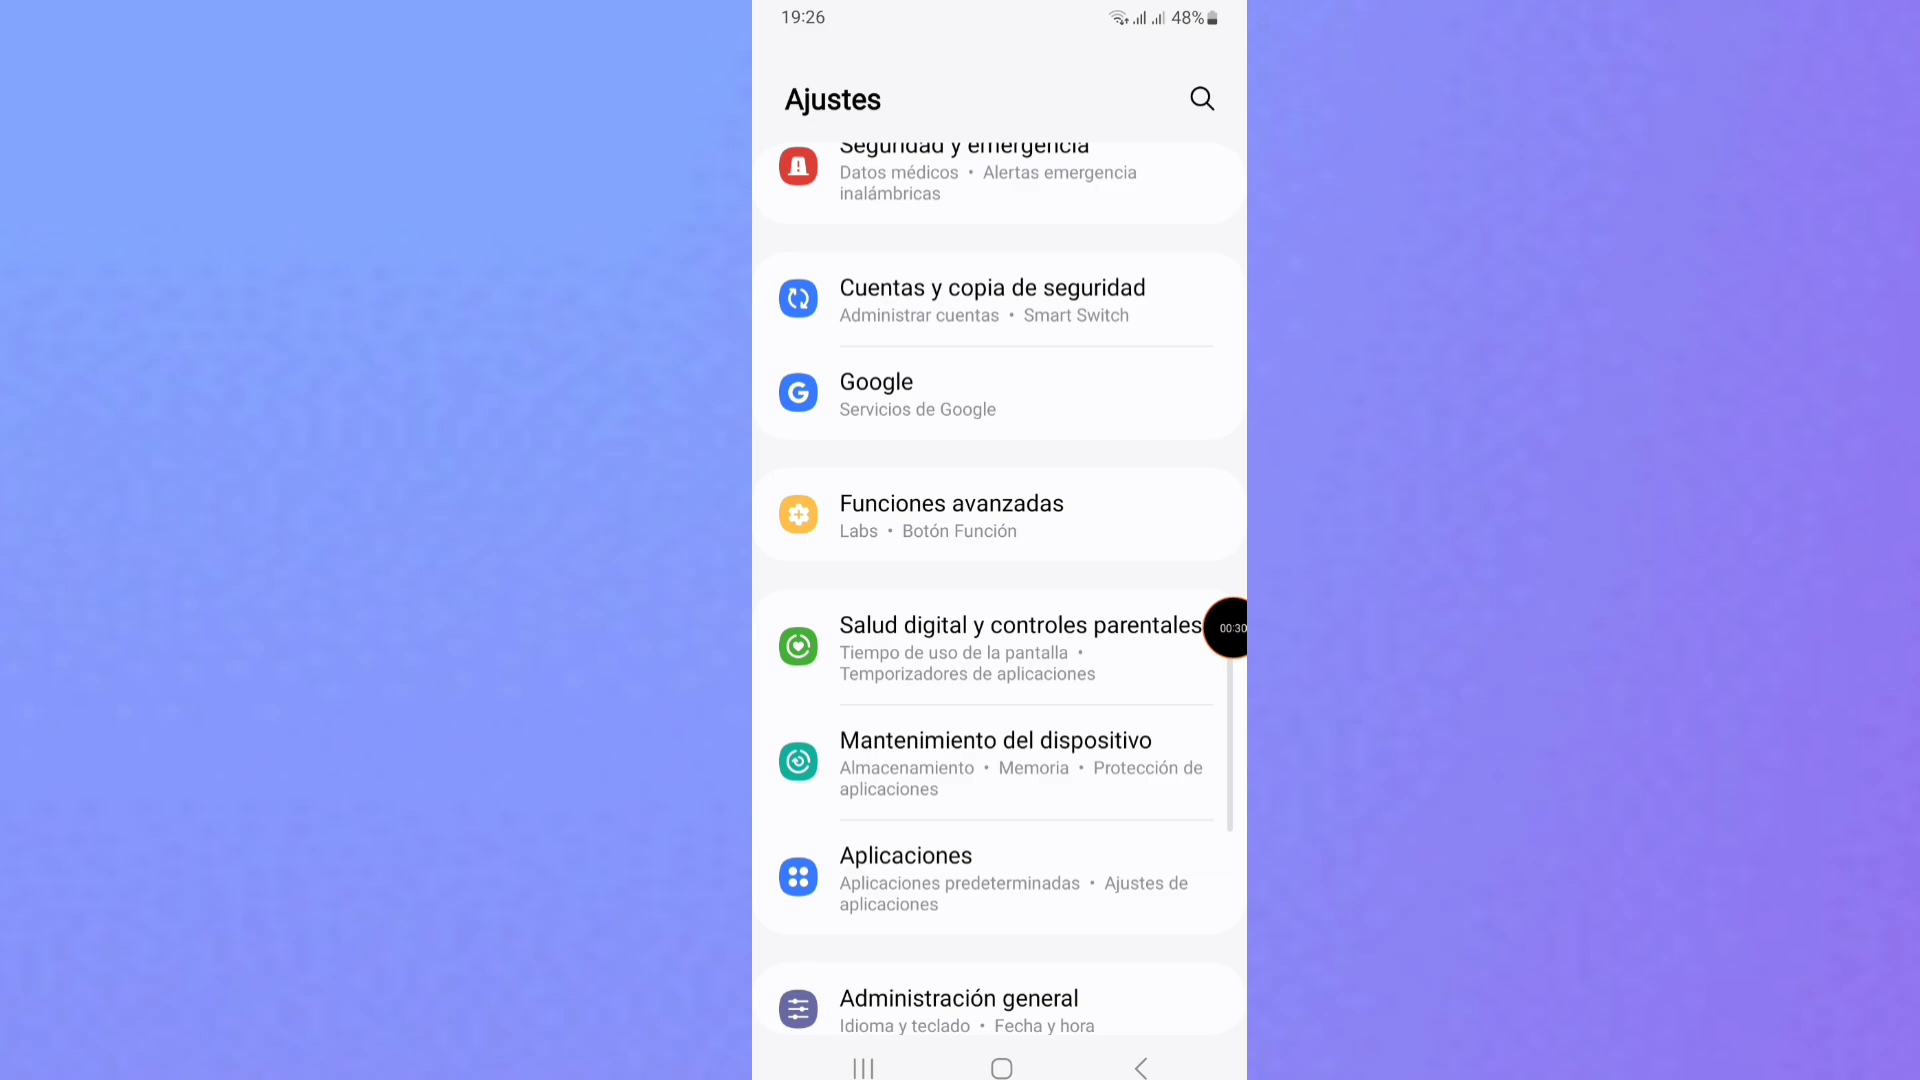 19:26
48%
Ajustes
Seguridad y emergencia
Datos médicos • Alertas emergencia
inalámbricas
Cuentas y copia de seguridad
Administrar cuentas • Smart Switch
Google
Servicios de Google
Funciones avanzadas
Labs • Botón Función
Salud digital y controles parentales
00:30
Tiempo de uso de la pantalla •
Temporizadores de aplicaciones
Mantenimiento del dispositivo
Almacenamiento • Memoria • Protección de
aplicaciones
Aplicaciones
Aplicaciones predeterminadas • Ajustes de
aplicaciones
Administración general
Idioma y teclado • Fecha y hora